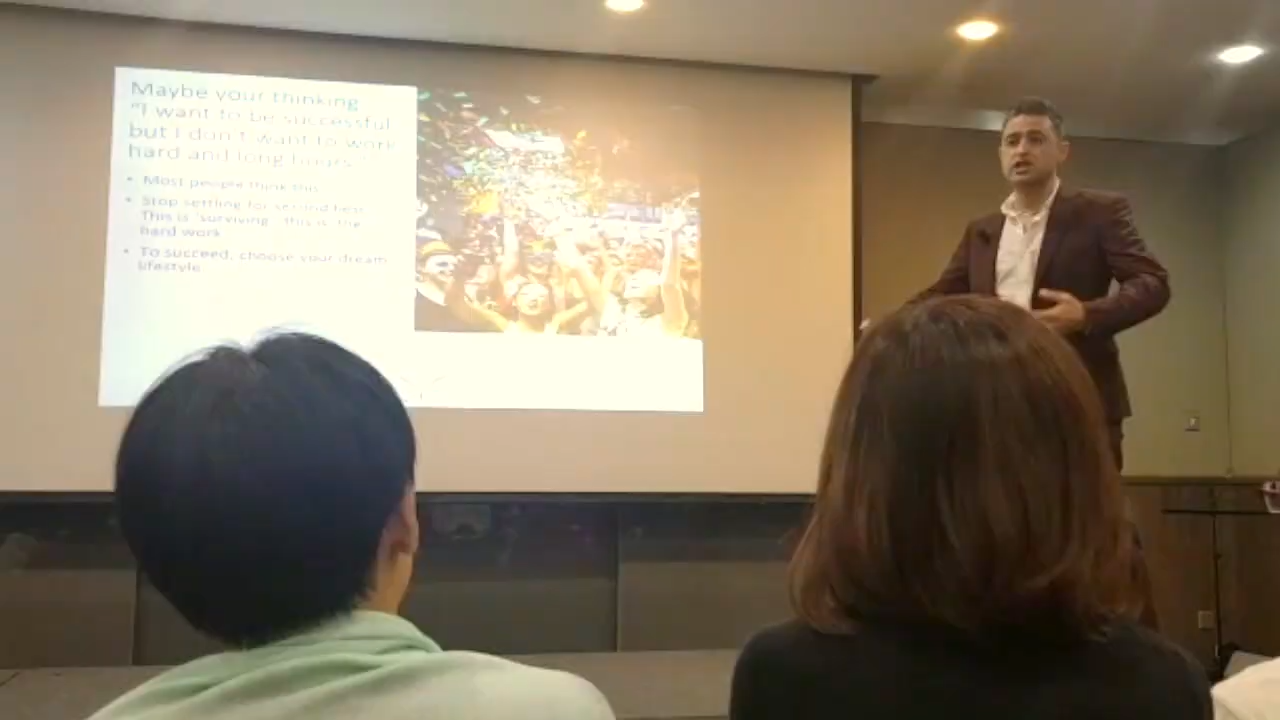 Maybe your thinking
"I want to be successful
but I don't want to work
hard and long hours."
• Most people think this
• Stop settling for second best
This is 'surviving' - this is the
hard work
• To succeed, choose your dream
lifestyle